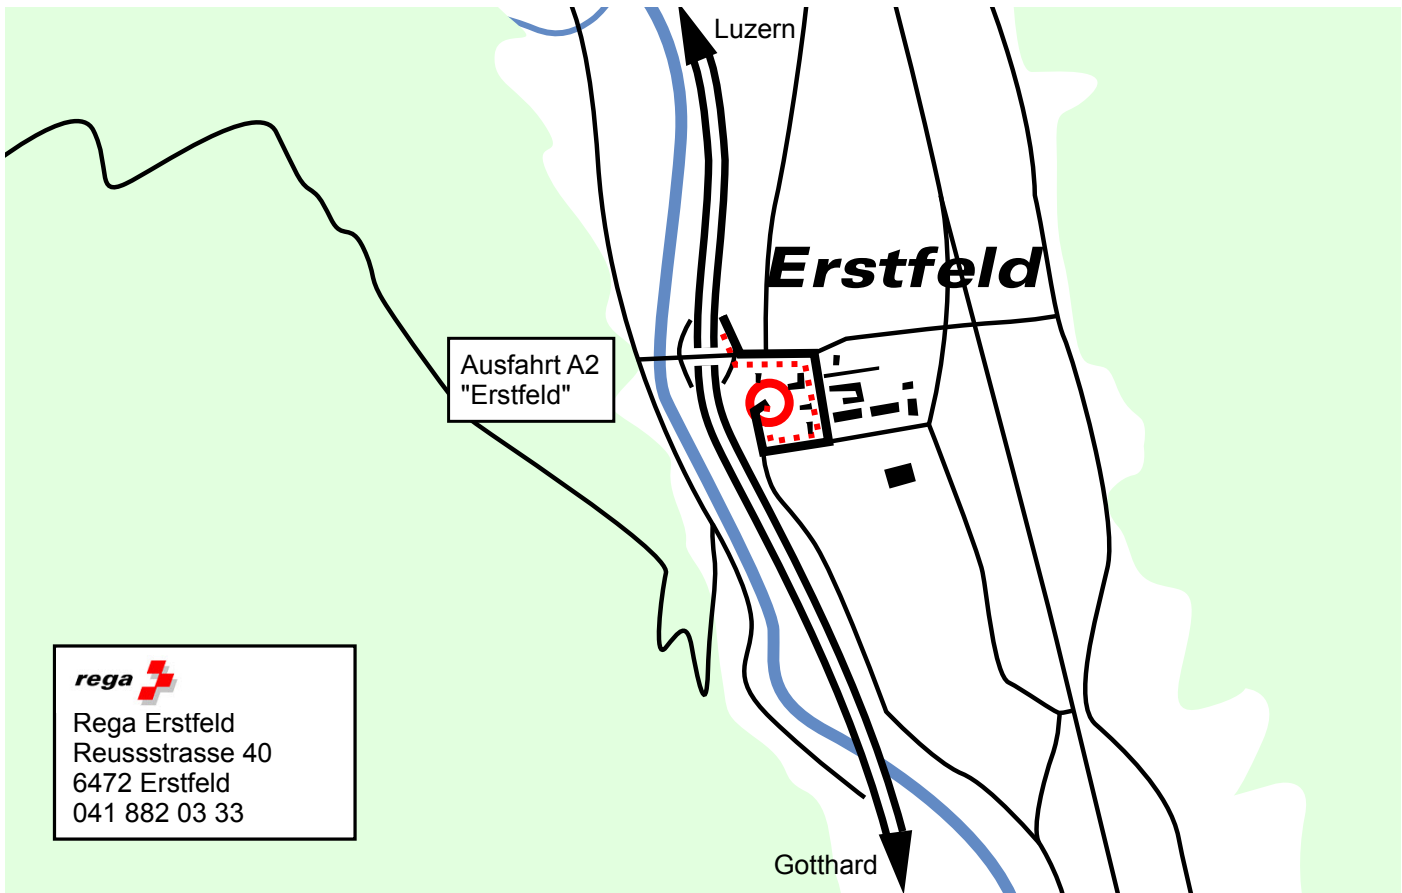 Luzern
Erstfeld
Ausfahrt A2
"Erstfeld"
rega
Rega Erstfeld
Reussstrasse 40
6472 Erstfeld
041 882 03 33
Gotthard